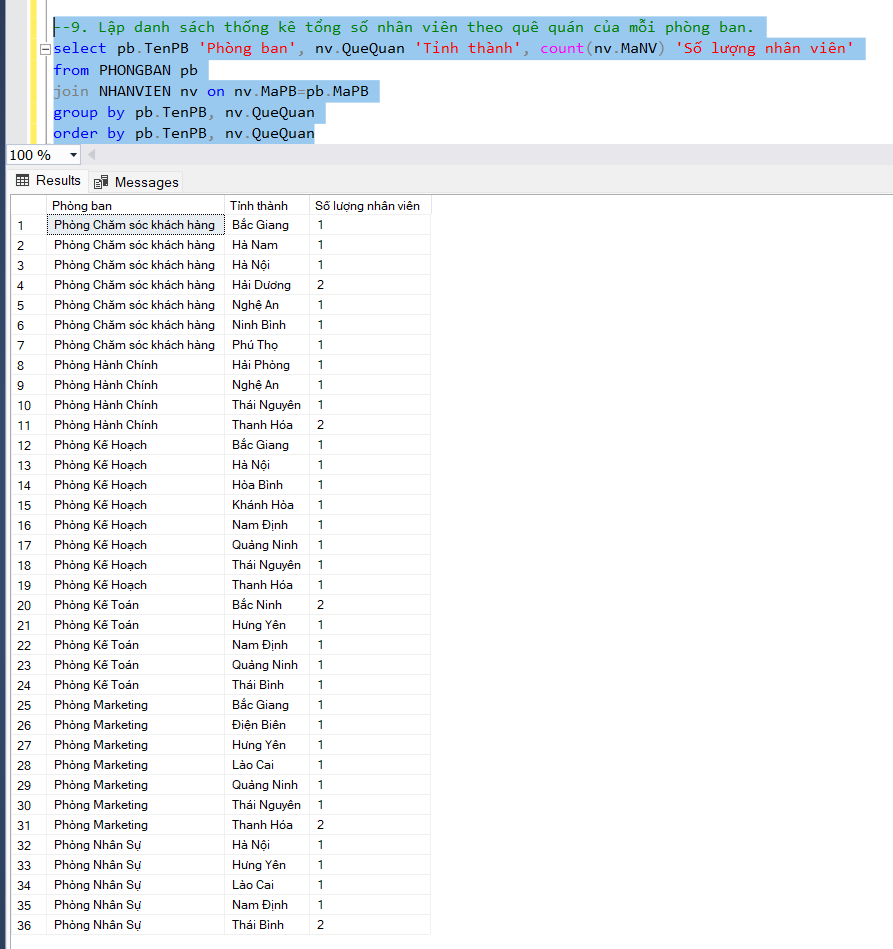 --9. Lập danh sách thống kê tổng số nhân viên theo quê quán của mỗi phòng ban.
select pb.TenPB 'Phòng ban', nv.QueQuan 'Tỉnh thành', count(nv.MaNV) 'Số lượng nhân viên'
from PHONGBAN pb
join NHANVIEN nv on nv.MaPB=pb.MaPB
group by pb.TenPB, nv.QueQuan
order by pb.TenPB, nv.QueQuan
100 %
Results Messages
Phòng ban Tỉnh thành Số lượng nhân viên
1 Phòng Chăm sóc khách hàng Bắc Giang 1
2 Phòng Chăm sóc khách hàng Hà Nam 1
3 Phòng Chăm sóc khách hàng Hà Nội 1
4 Phòng Chăm sóc khách hàng Hải Dương 2
5 Phòng Chăm sóc khách hàng Nghệ An 1
6 Phòng Chăm sóc khách hàng Ninh Bình 1
7 Phòng Chăm sóc khách hàng Phú Thọ 1
8 Phòng Hành Chính Hải Phòng 1
9 Phòng Hành Chính Nghệ An 1
10 Phòng Hành Chính Thái Nguyên 1
11 Phòng Hành Chính Thanh Hóa 2
12 Phòng Kế Hoạch Bắc Giang 1
13 Phòng Kế Hoạch Hà Nội 1
14 Phòng Kế Hoạch Hòa Bình 1
15 Phòng Kế Hoạch Khánh Hòa 1
16 Phòng Kế Hoạch Nam Định 1
17 Phòng Kế Hoạch Quảng Ninh 1
18 Phòng Kế Hoạch Thái Nguyên 1
19 Phòng Kế Hoạch Thanh Hóa 1
20 Phòng Kế Toán Bắc Ninh 2
21 Phòng Kế Toán Hưng Yên 1
22 Phòng Kế Toán Nam Định 1
23 Phòng Kế Toán Quảng Ninh 1
24 Phòng Kế Toán Thái Bình 1
25 Phòng Marketing Bắc Giang 1
26 Phòng Marketing Điện Biên 1
27 Phòng Marketing Hưng Yên 1
28 Phòng Marketing Lào Cai 1
29 Phòng Marketing Quảng Ninh 1
30 Phòng Marketing Thái Nguyên 1
31 Phòng Marketing Thanh Hóa 2
32 Phòng Nhân Sự Hà Nội 1
33 Phòng Nhân Sự Hưng Yên 1
34 Phòng Nhân Sự Lào Cai 1
35 Phòng Nhân Sự Nam Định 1
36 Phòng Nhân Sự Thái Bình 2